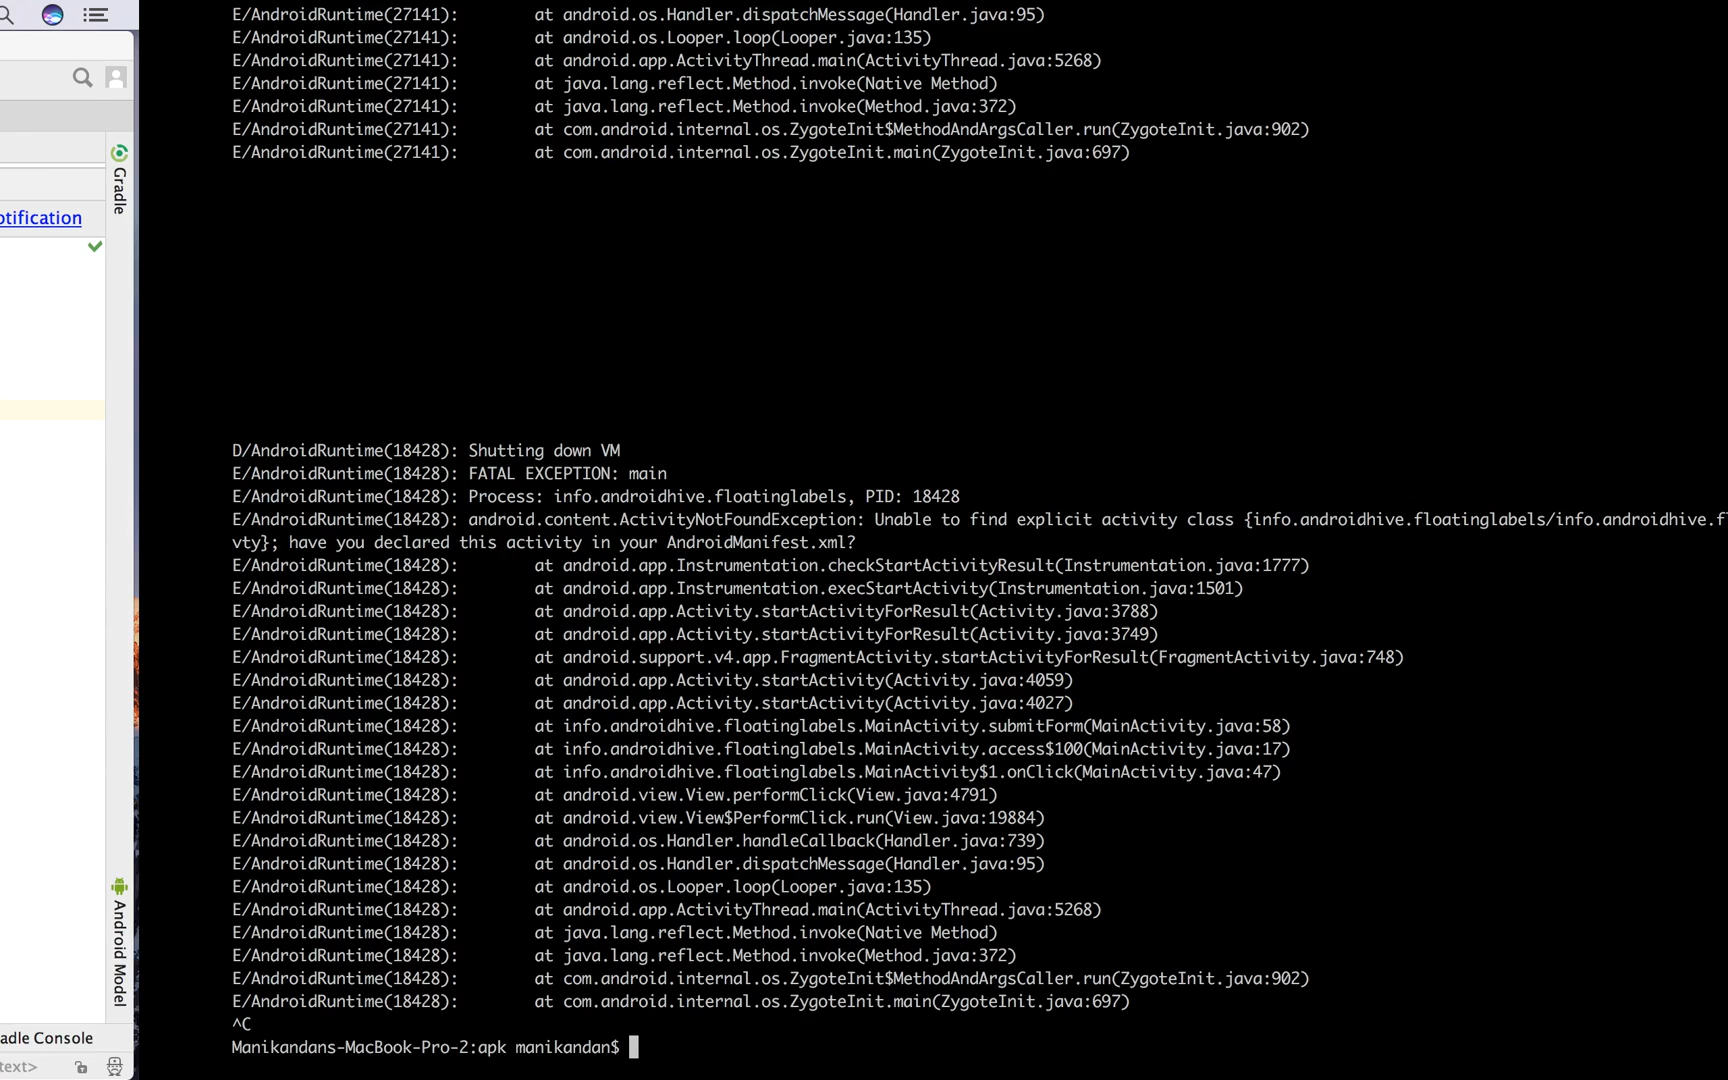 E/AndroidRuntime(27141):        at android.os.Handler.dispatchMessage(Handler.java:95)
E/AndroidRuntime(27141):        at android.os.Looper.loop(Looper.java:135)
E/AndroidRuntime(27141):        at android.app.ActivityThread.main(ActivityThread.java:5268)
E/AndroidRuntime(27141):        at java.lang.reflect.Method.invoke(Native Method)
E/AndroidRuntime(27141):        at java.lang.reflect.Method.invoke(Method.java:372)
E/AndroidRuntime(27141):        at com.android.internal.os.ZygoteInit$MethodAndArgsCaller.run(ZygoteInit.java:902)
E/AndroidRuntime(27141):        at com.android.internal.os.ZygoteInit.main(ZygoteInit.java:697)
Gradle
otification
D/AndroidRuntime(18428): Shutting down VM
E/AndroidRuntime(18428): FATAL EXCEPTION: main
E/AndroidRuntime(18428): Process: info.androidhive.floatinglabels, PID: 18428
E/AndroidRuntime(18428): android.content.ActivityNotFoundException: Unable to find explicit activity class {info.androidhive.floatinglabels/info.androidhive.fl
vty}; have you declared this activity in your AndroidManifest.xml?
E/AndroidRuntime(18428):        at android.app.Instrumentation.checkStartActivityResult(Instrumentation.java:1777)
E/AndroidRuntime(18428):        at android.app.Instrumentation.execStartActivity(Instrumentation.java:1501)
E/AndroidRuntime(18428):        at android.app.Activity.startActivityForResult(Activity.java:3788)
E/AndroidRuntime(18428):        at android.app.Activity.startActivityForResult(Activity.java:3749)
E/AndroidRuntime(18428):        at android.support.v4.app.FragmentActivity.startActivityForResult(FragmentActivity.java:748)
E/AndroidRuntime(18428):        at android.app.Activity.startActivity(Activity.java:4059)
E/AndroidRuntime(18428):        at android.app.Activity.startActivity(Activity.java:4027)
E/AndroidRuntime(18428):        at info.androidhive.floatinglabels.MainActivity.submitForm(MainActivity.java:58)
E/AndroidRuntime(18428):        at info.androidhive.floatinglabels.MainActivity.access$100(MainActivity.java:17)
E/AndroidRuntime(18428):        at info.androidhive.floatinglabels.MainActivity$1.onClick(MainActivity.java:47)
E/AndroidRuntime(18428):        at android.view.View.performClick(View.java:4791)
E/AndroidRuntime(18428):        at android.view.View$PerformClick.run(View.java:19884)
E/AndroidRuntime(18428):        at android.os.Handler.handleCallback(Handler.java:739)
E/AndroidRuntime(18428):        at android.os.Handler.dispatchMessage(Handler.java:95)
E/AndroidRuntime(18428):        at android.os.Looper.loop(Looper.java:135)
E/AndroidRuntime(18428):        at android.app.ActivityThread.main(ActivityThread.java:5268)
E/AndroidRuntime(18428):        at java.lang.reflect.Method.invoke(Native Method)
E/AndroidRuntime(18428):        at java.lang.reflect.Method.invoke(Method.java:372)
E/AndroidRuntime(18428):        at com.android.internal.os.ZygoteInit$MethodAndArgsCaller.run(ZygoteInit.java:902)
E/AndroidRuntime(18428):        at com.android.internal.os.ZygoteInit.main(ZygoteInit.java:697)
^C
Manikandans-MacBook-Pro-2:apk manikandan$
Android Model
adle Console
text>